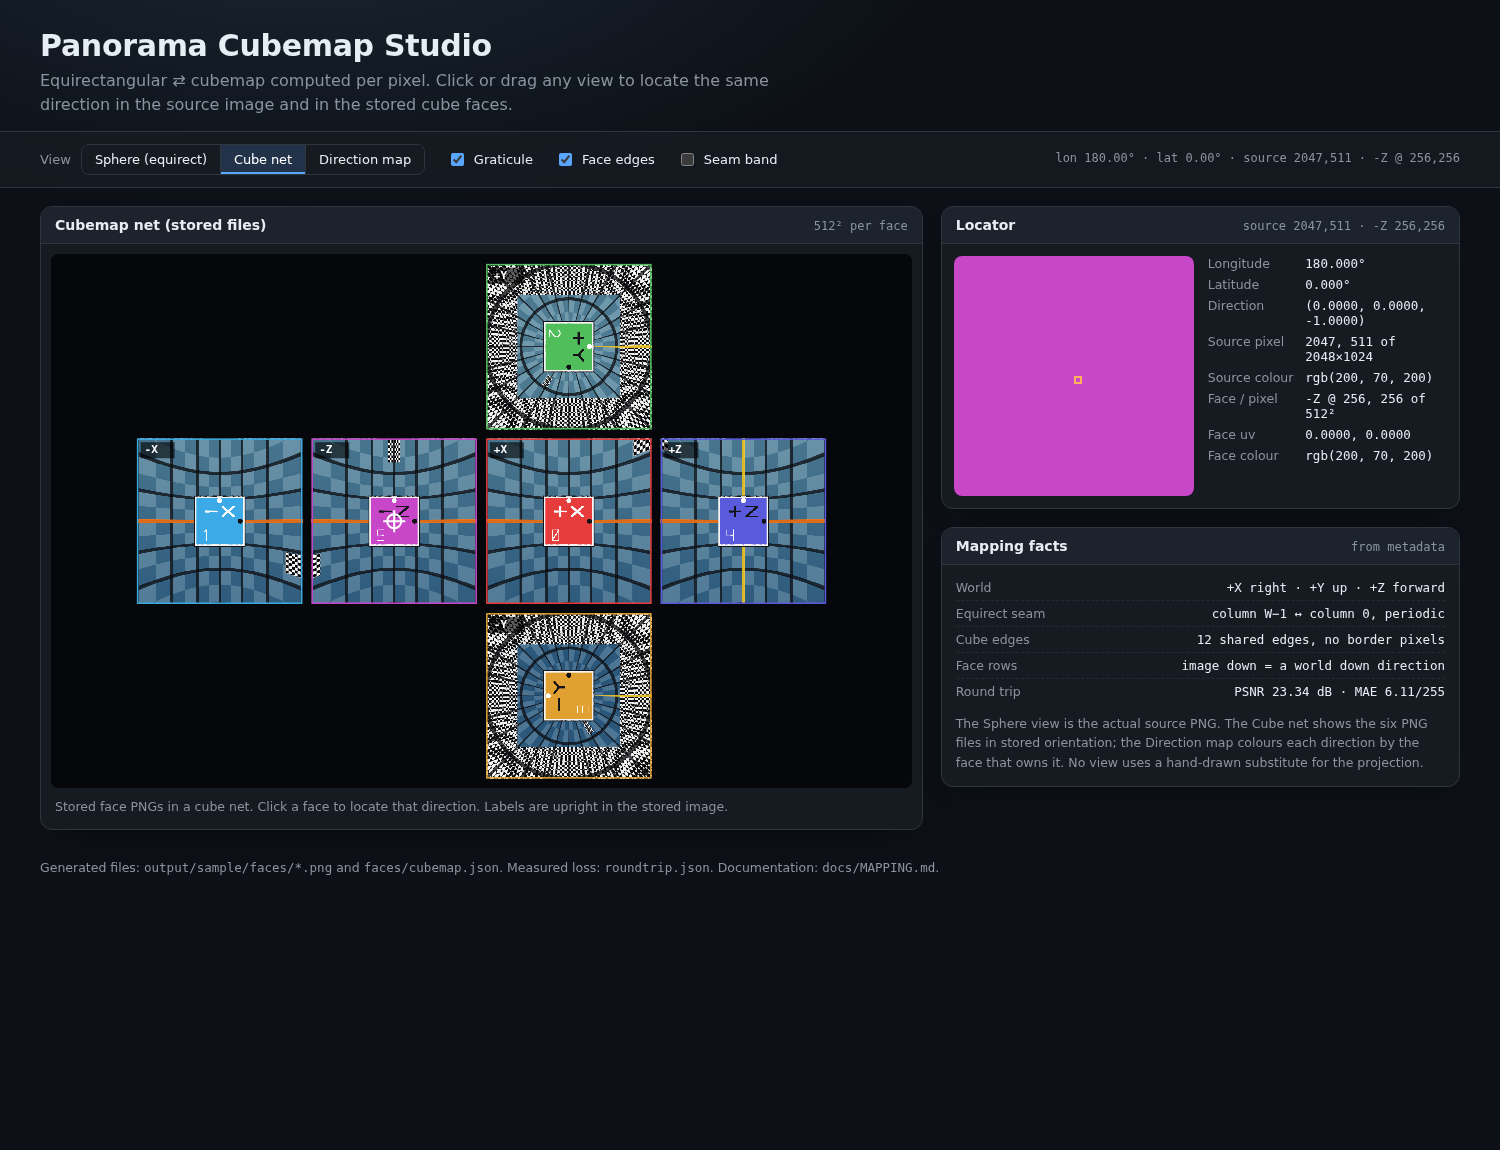 Panorama Cubemap Studio
Equirectangular ⇄ cubemap computed per pixel. Click or drag any view to locate the same
direction in the source image and in the stored cube faces.
View Sphere (equirect) Cube net Direction map Graticule Face edges Seam band lon 180.00° · lat 0.00° · source 2047,511 · -Z @ 256,256
Cubemap net (stored files) 512² per face
+Y
2
+Y
-X -Z +X +Z
-X -Z +X +Z
1 5 0 4
-Y
3
Stored face PNGs in a cube net. Click a face to locate that direction. Labels are upright in the stored image.
Locator source 2047,511 · -Z 256,256
Longitude 180.000°
Latitude 0.000°
Direction (0.0000, 0.0000,
-1.0000)
Source pixel 2047, 511 of
2048×1024
Source colour rgb(200, 70, 200)
Face / pixel -Z @ 256, 256 of
512²
Face uv 0.0000, 0.0000
Face colour rgb(200, 70, 200)
Mapping facts from metadata
World +X right · +Y up · +Z forward
Equirect seam column W−1 ↔ column 0, periodic
Cube edges 12 shared edges, no border pixels
Face rows image down = a world down direction
Round trip PSNR 23.34 dB · MAE 6.11/255
The Sphere view is the actual source PNG. The Cube net shows the six PNG
files in stored orientation; the Direction map colours each direction by the
face that owns it. No view uses a hand-drawn substitute for the projection.
Generated files: output/sample/faces/*.png and faces/cubemap.json. Measured loss: roundtrip.json. Documentation: docs/MAPPING.md.